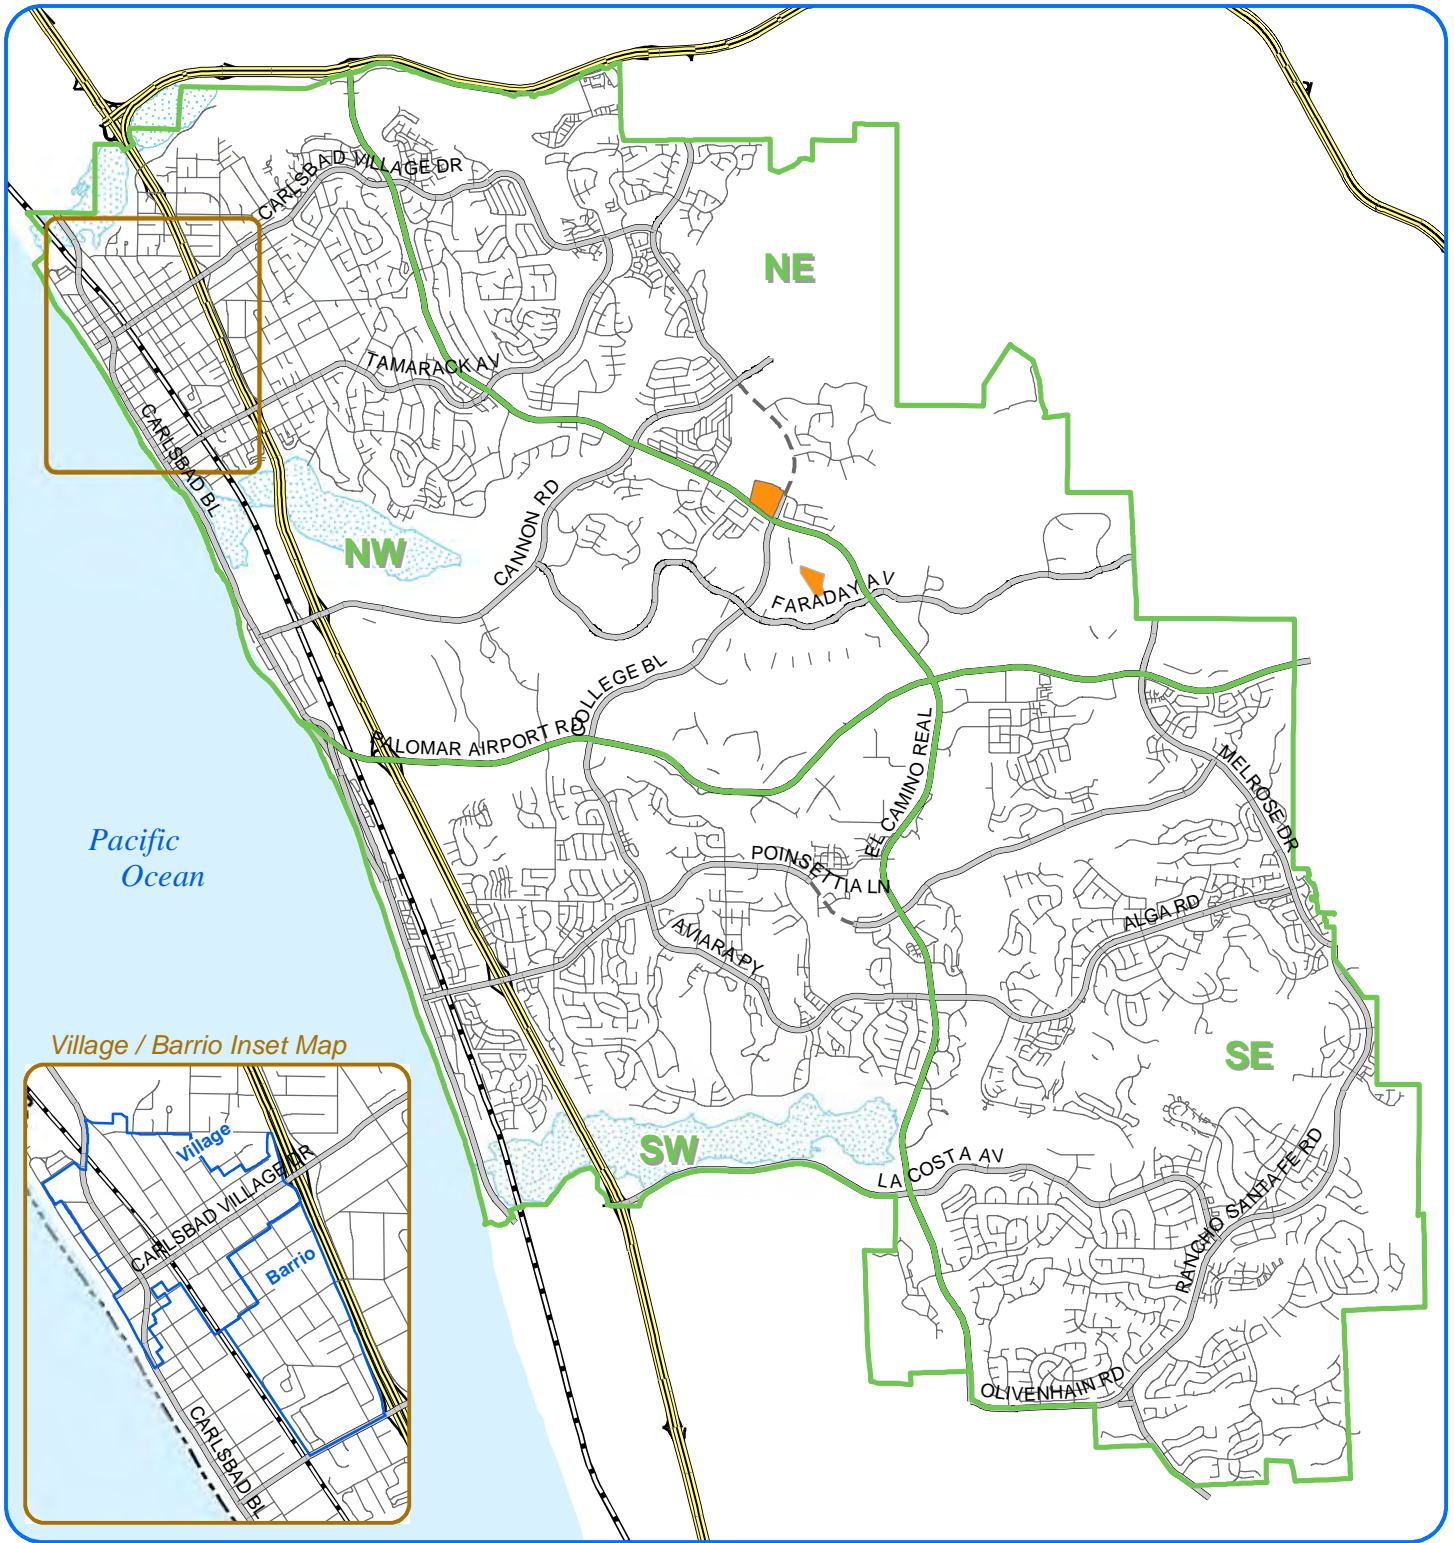 CARLSBAD VILLAGE DR
NE
TAMARACK AV
CARLSBAD BL
NW
CANNON RD
FARADAY AV
COLLEGE BL
PALOMAR AIRPORT RD
EL CAMINO REAL
MELROSE DR
Pacific
Ocean
POINSETTIA LN
ALGA RD
AVIARA PY
SE
Village / Barrio Inset Map
SW
LA COSTA AV
RANCHO SANTA FE RD
OLIVENHAIN RD
Village
CARLSBAD VILLAGE DR
Barrio
CARLSBAD BL